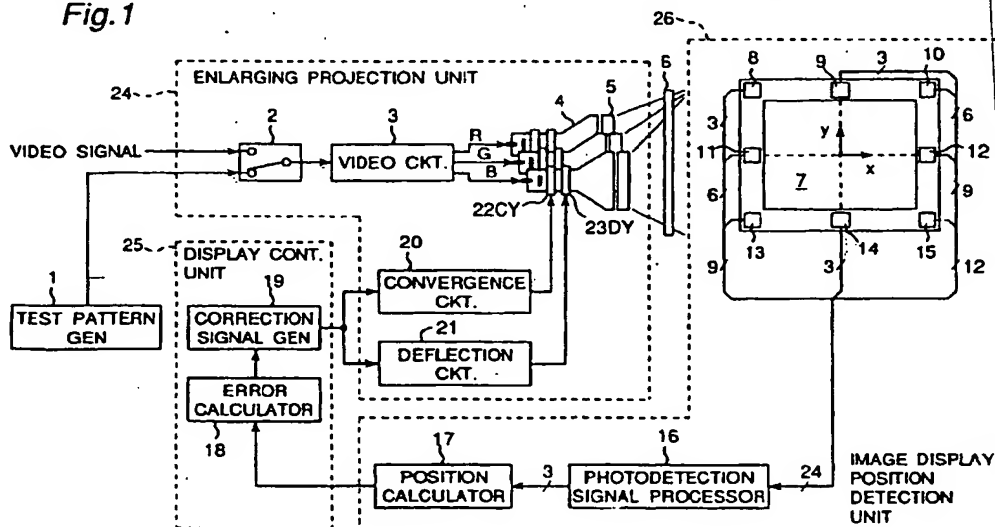 Fig. 1
26
ENLARGING PROJECTION UNIT
24
2
3
4
5
6
R
G
B
VIDEO SIGNAL
VIDEO CKT.
22CY
23DY
8
9
3
10
3
6
y
x
11
12
7
6
9
13
14
15
9
3
12
25
DISPLAY CONT.
UNIT
1
TEST PATTERN
GEN
19
CORRECTION
SIGNAL GEN
20
CONVERGENCE
CKT.
21
DEFLECTION
CKT.
ERROR
CALCULATOR
18
17
POSITION
CALCULATOR
3
16
PHOTODETECTION
SIGNAL PROCESSOR
24
IMAGE DISPLAY
POSITION
DETECTION
UNIT